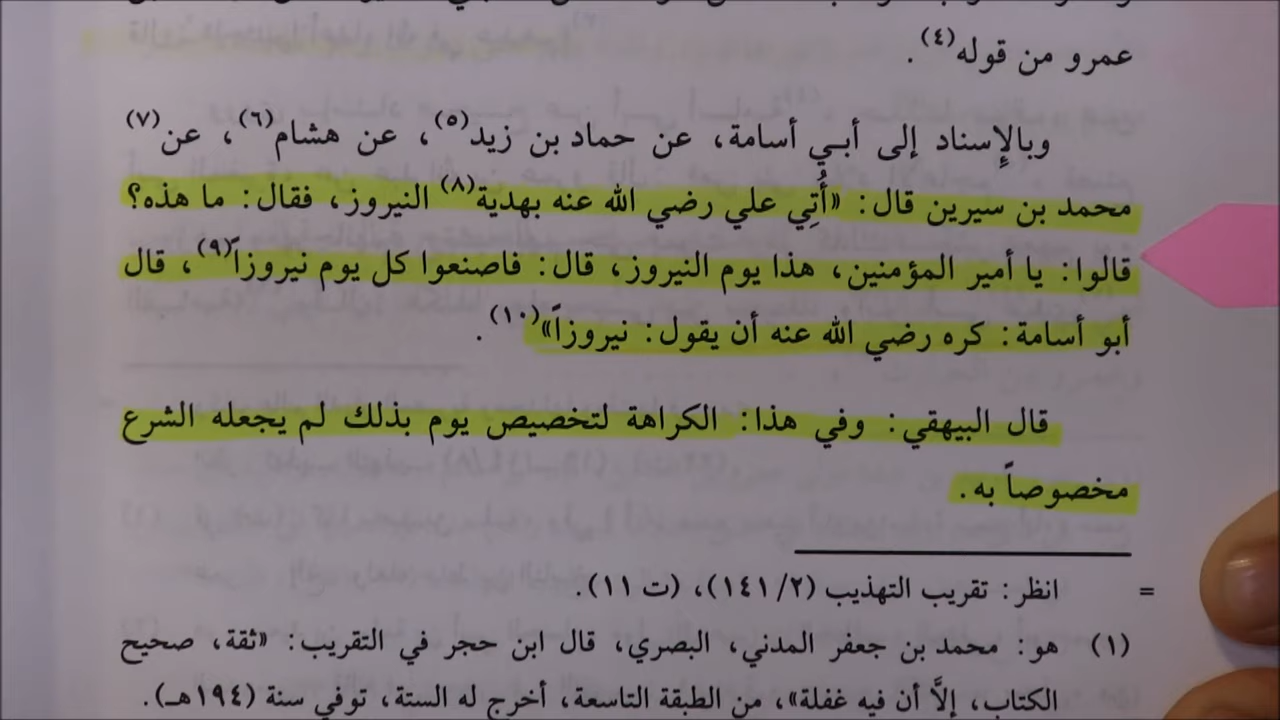 عمرو من قوله(٤).
وبالإِسناد إلى أبي أسامة، عن حماد بن زيد(٥)، عن هشام(٦)، عن(٧)
محمد بن سيرين قال: «أُتِي علي رضي الله عنه بهدية(٨) النيروز، فقال: ما هذه؟
قالوا: يا أمير المؤمنين، هذا يوم النيروز، قال: فاصنعوا كل يوم نيروزاً(٩)، قال
أبو أسامة: كره رضي الله عنه أن يقول: نيروزاً»(١٠).
قال البيهقي: وفي هذا: الكراهة لتخصيص يوم بذلك لم يجعله الشرع
مخصوصاً به.
= انظر: تقريب التهذيب (١٤١/٢)، (ت ١١).
(١) هو: محمد بن جعفر المدني، البصري، قال ابن حجر في التقريب: «ثقة، صحيح
الكتاب، إلاَّ أن فيه غفلة»، من الطبقة التاسعة، أخرج له الستة، توفي سنة (١٩٤هـ).